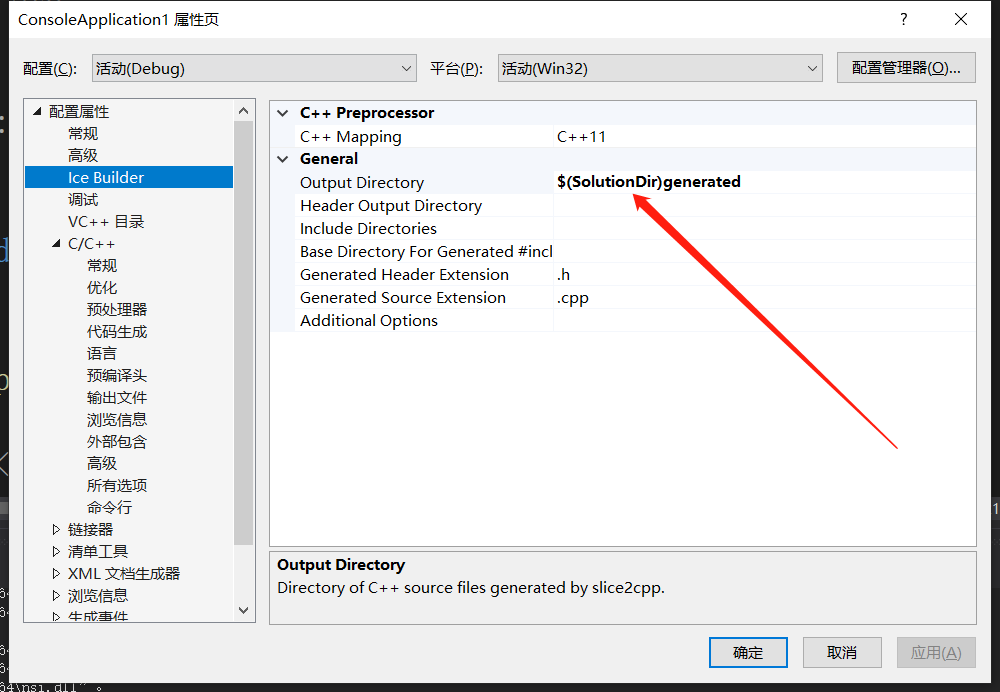 ConsoleApplication1 属性页
?
配置(C): 活动(Debug) 平台(P): 活动(Win32) 配置管理器(O)...
配置属性
常规
高级
Ice Builder
调试
VC++ 目录
C/C++
常规
优化
预处理器
代码生成
语言
预编译头
输出文件
浏览信息
外部包含
高级
所有选项
命令行
链接器
清单工具
XML 文档生成器
浏览信息
生成事件
C++ Preprocessor
C++ Mapping C++11
General
Output Directory $(SolutionDir)generated
Header Output Directory
Include Directories
Base Directory For Generated #incl
Generated Header Extension .h
Generated Source Extension .cpp
Additional Options
Output Directory
Directory of C++ source files generated by slice2cpp.
确定 取消 应用(A)
64\nsi.dll"。